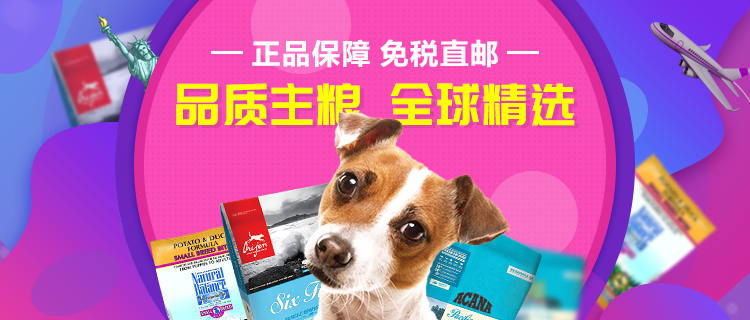 正品保障 免税直邮
品质主粮 全球精选
Orijen
POTATO & DUCK
FORMULA
SMALL BREED BITES
Natural
Balance
Six
ACANA